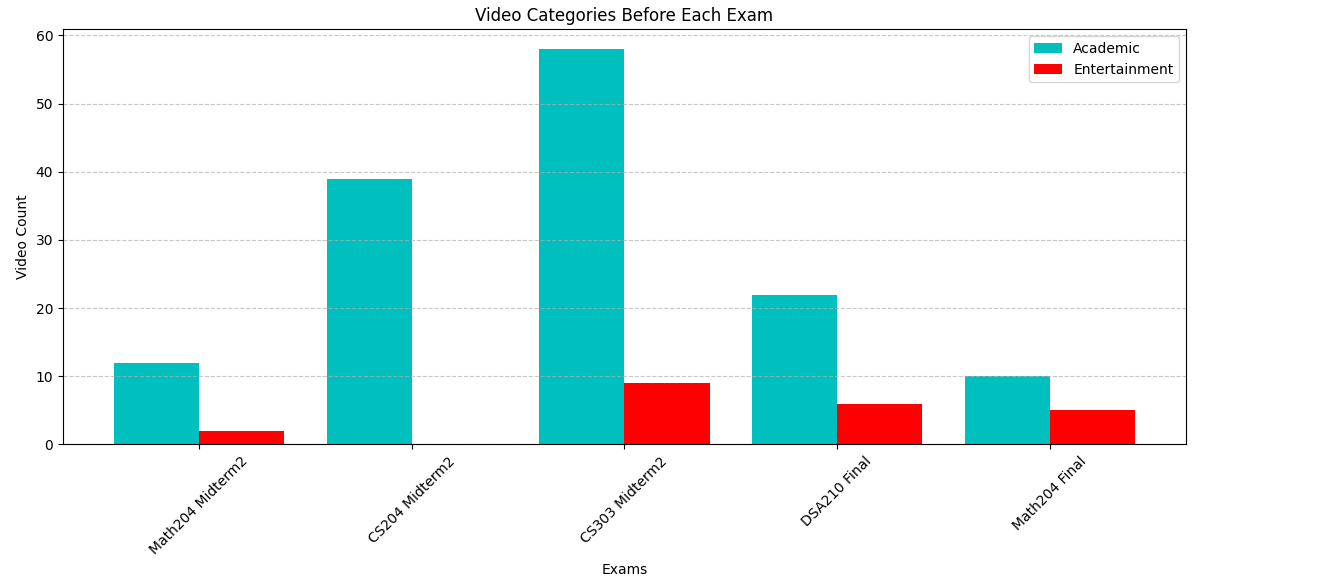 Video Categories Before Each Exam
Academic
Entertainment
Video Count
60
50
40
30
20
10
0
Math204 Midterm2
CS204 Midterm2
CS303 Midterm2
DSA210 Final
Math204 Final
Exams